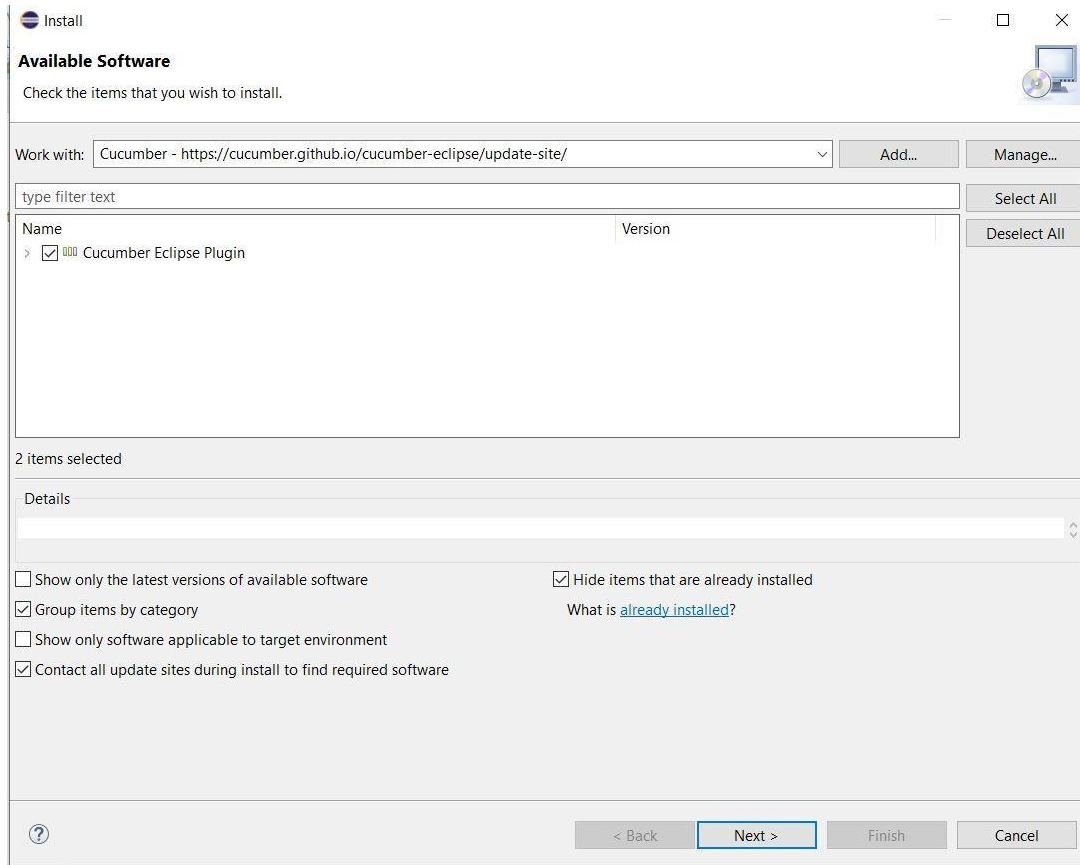 Install
Available Software
Check the items that you wish to install.
Work with: Cucumber - https://cucumber.github.io/cucumber-eclipse/update-site/ Add... Manage...
type filter text Select All
Name Version Deselect All
Cucumber Eclipse Plugin
2 items selected
Details
Show only the latest versions of available software Hide items that are already installed
Group items by category What is already installed?
Show only software applicable to target environment
Contact all update sites during install to find required software
? < Back Next > Finish Cancel